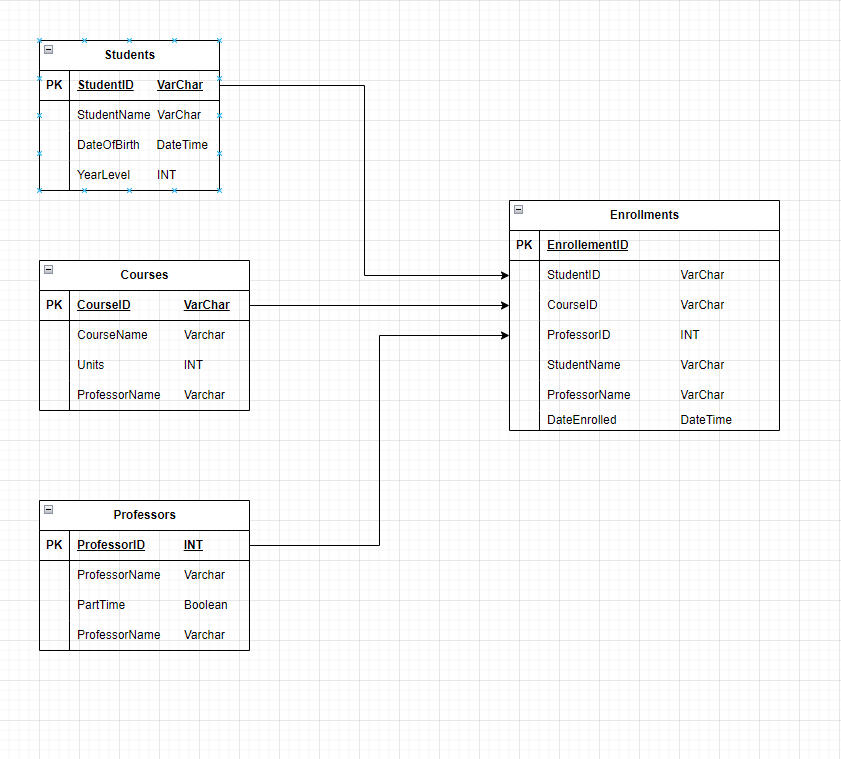 Students
PK StudentID VarChar
StudentName VarChar
DateOfBirth DateTime
YearLevel INT
Courses
PK CourseID VarChar
CourseName Varchar
Units INT
ProfessorName Varchar
Professors
PK ProfessorID INT
ProfessorName Varchar
PartTime Boolean
ProfessorName Varchar
Enrollments
PK EnrollementID
StudentID VarChar
CourseID VarChar
ProfessorID INT
StudentName VarChar
ProfessorName VarChar
DateEnrolled DateTime